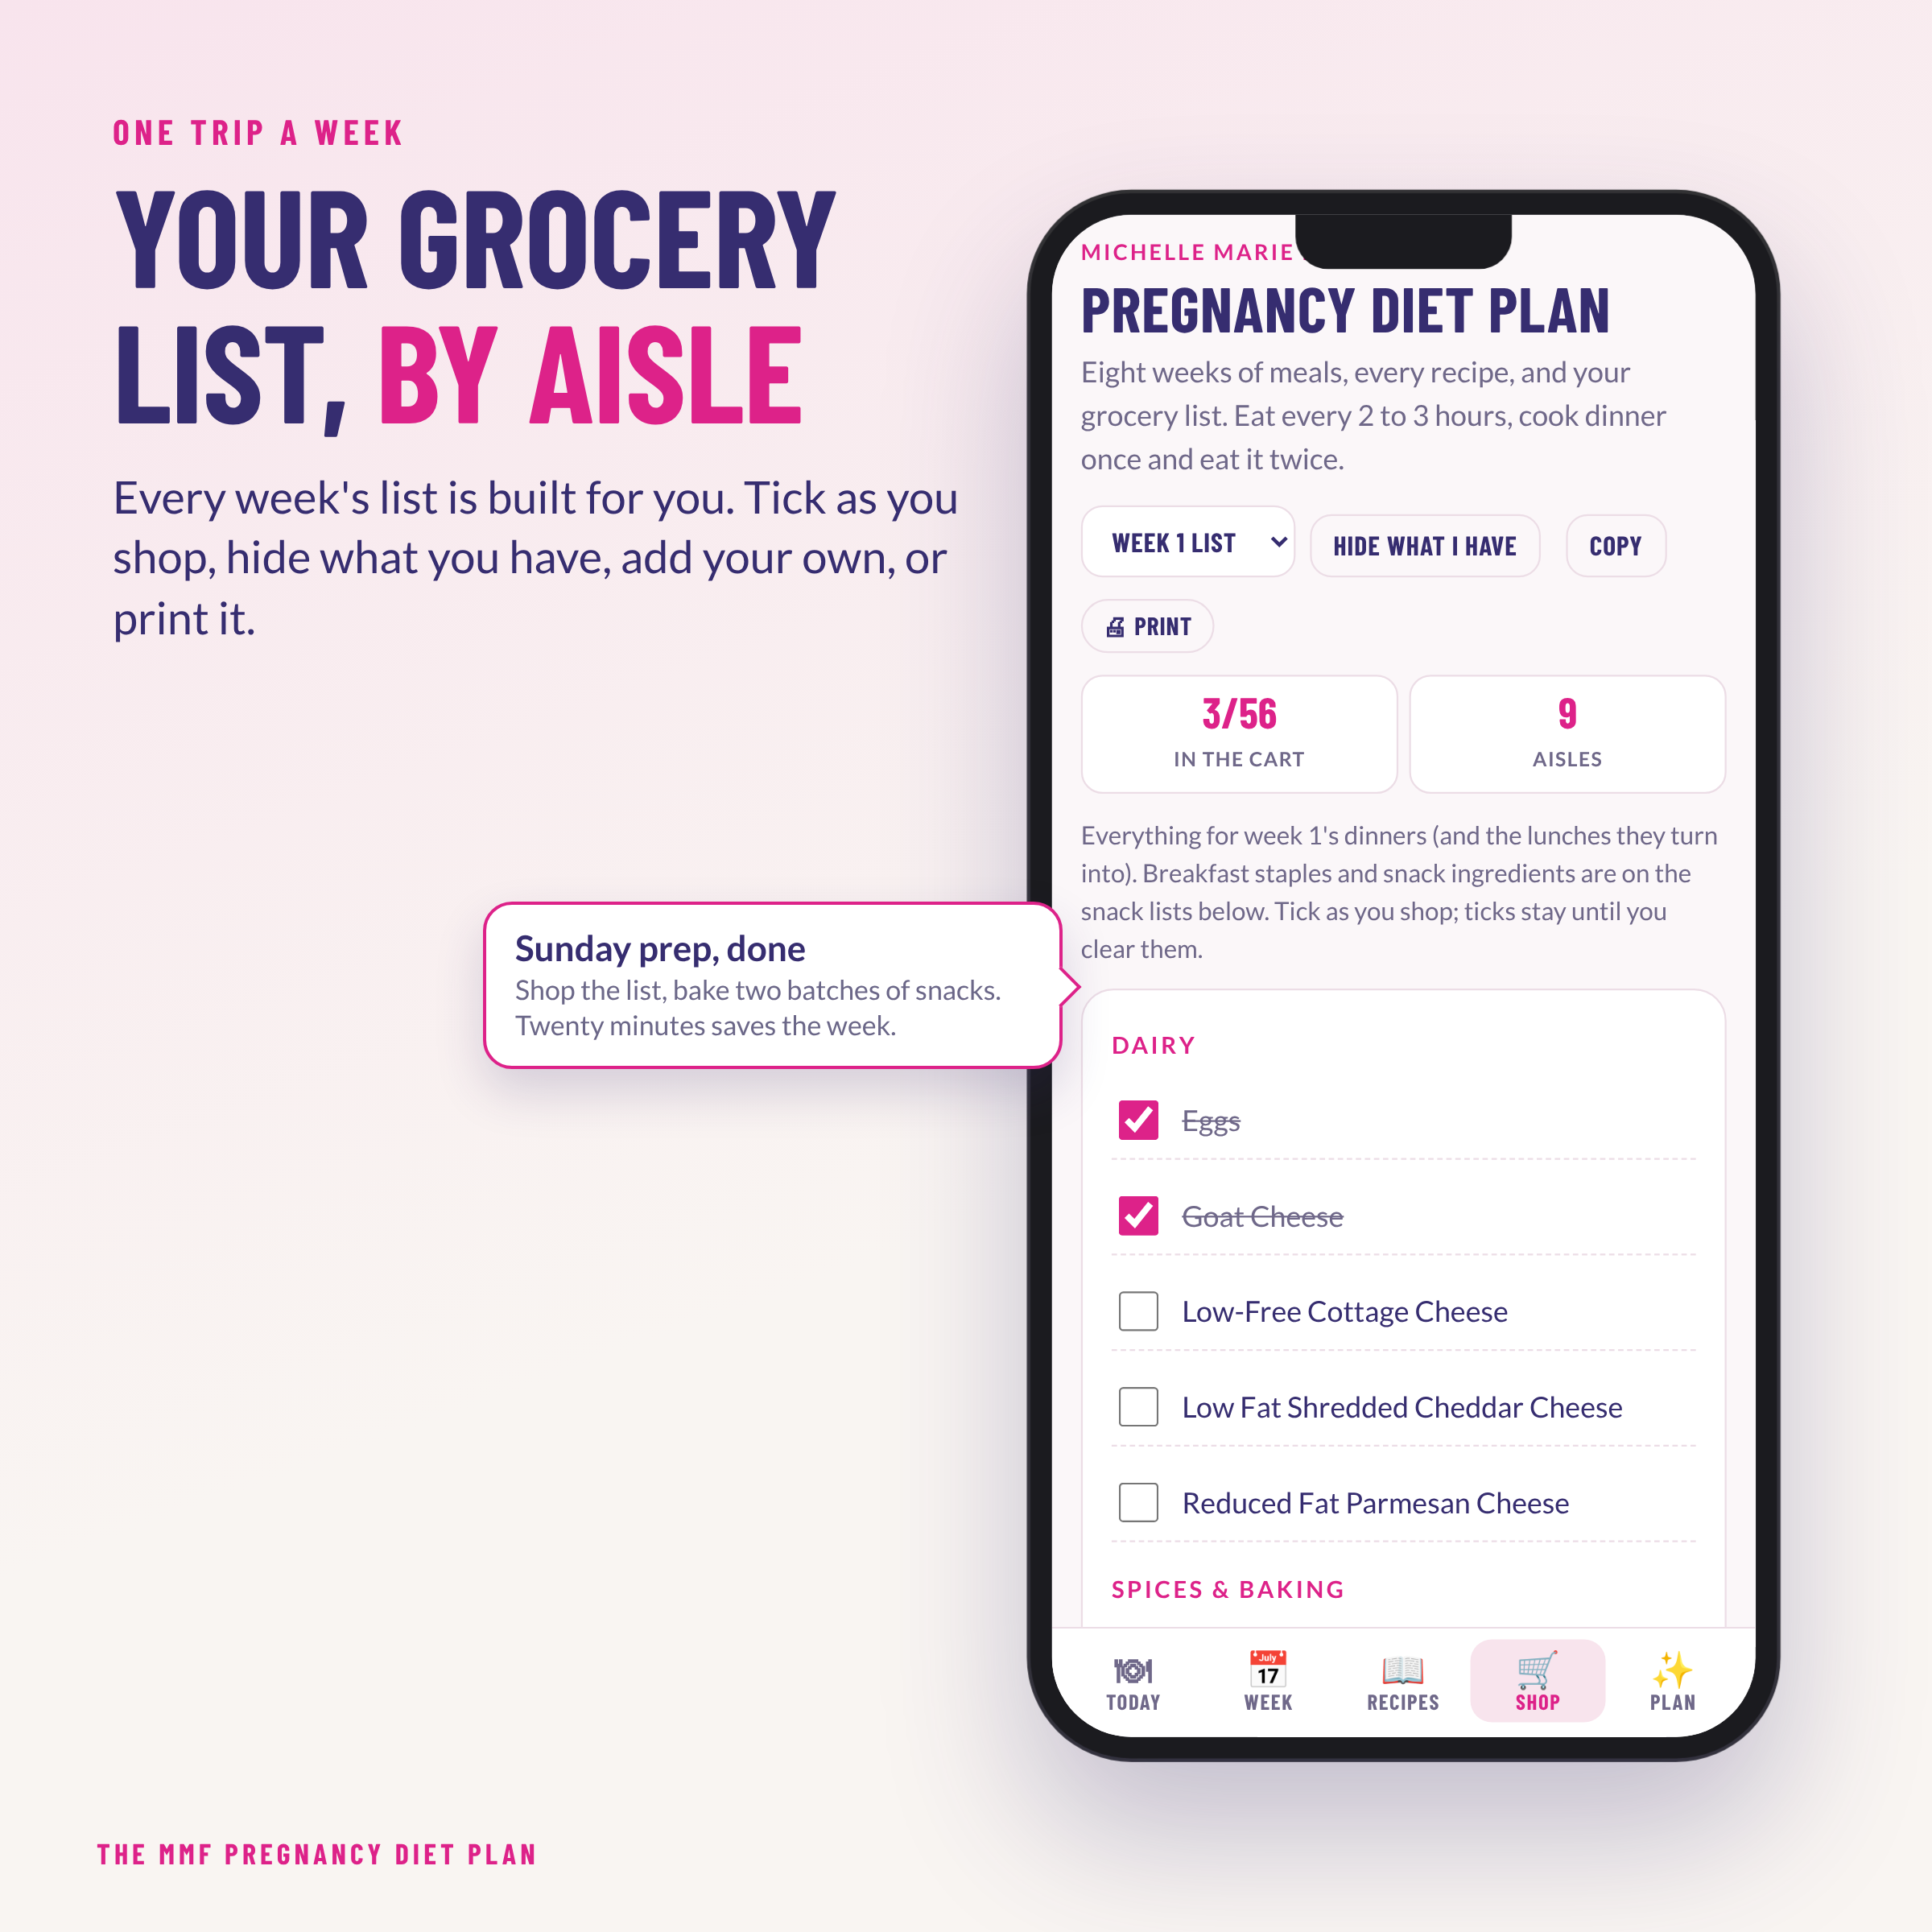 ONE TRIP A WEEK
YOUR GROCERY
LIST, BY AISLE
Every week's list is built for you. Tick as you
shop, hide what you have, add your own, or
print it.
MICHELLE MARIE
PREGNANCY DIET PLAN
Eight weeks of meals, every recipe, and your
grocery list. Eat every 2 to 3 hours, cook dinner
once and eat it twice.
WEEK 1 LIST
HIDE WHAT I HAVE
COPY
PRINT
3/56
IN THE CART
9
AISLES
Everything for week 1's dinners (and the lunches they turn
into). Breakfast staples and snack ingredients are on the
snack lists below. Tick as you shop; ticks stay until you
clear them.
Sunday prep, done
Shop the list, bake two batches of snacks.
Twenty minutes saves the week.
DAIRY
Eggs
Goat Cheese
Low-Free Cottage Cheese
Low Fat Shredded Cheddar Cheese
Reduced Fat Parmesan Cheese
SPICES & BAKING
TODAY
July
17
WEEK
RECIPES
SHOP
PLAN
THE MMF PREGNANCY DIET PLAN